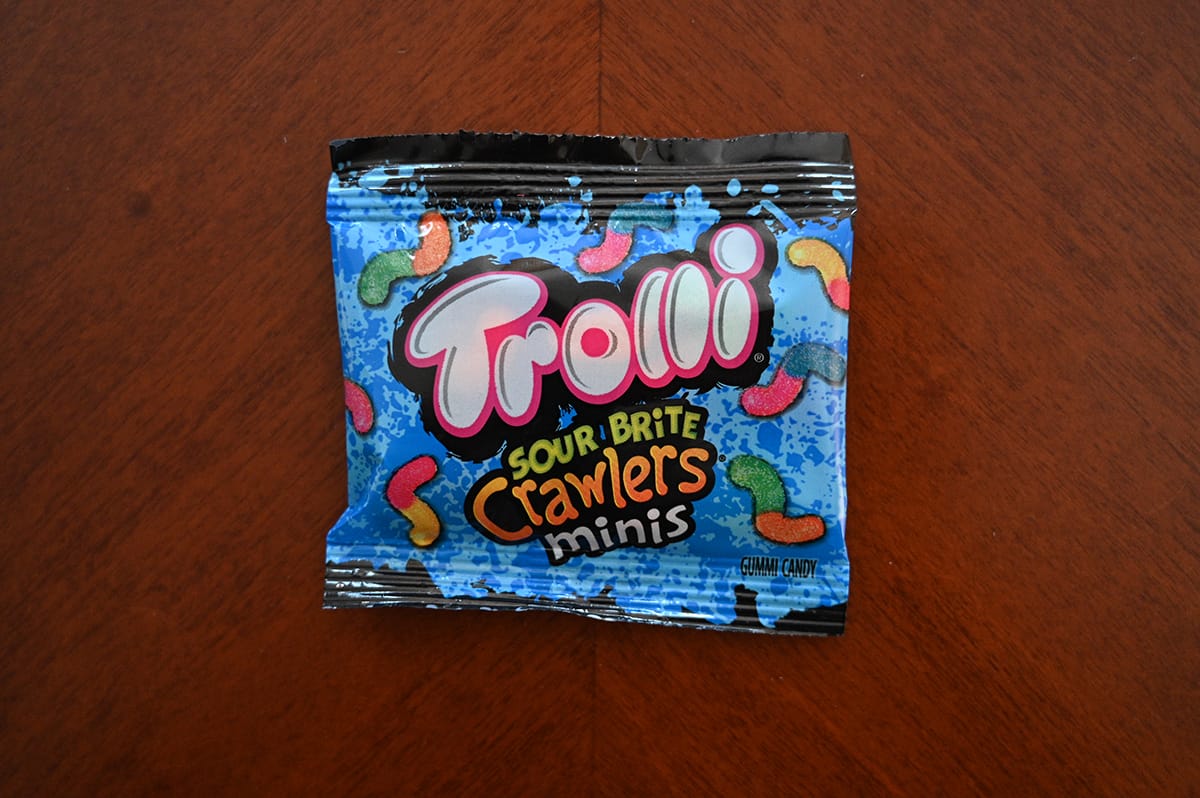 Trolli®
SOUR BRiTE
Crawlers®
minis
GUMMI CANDY